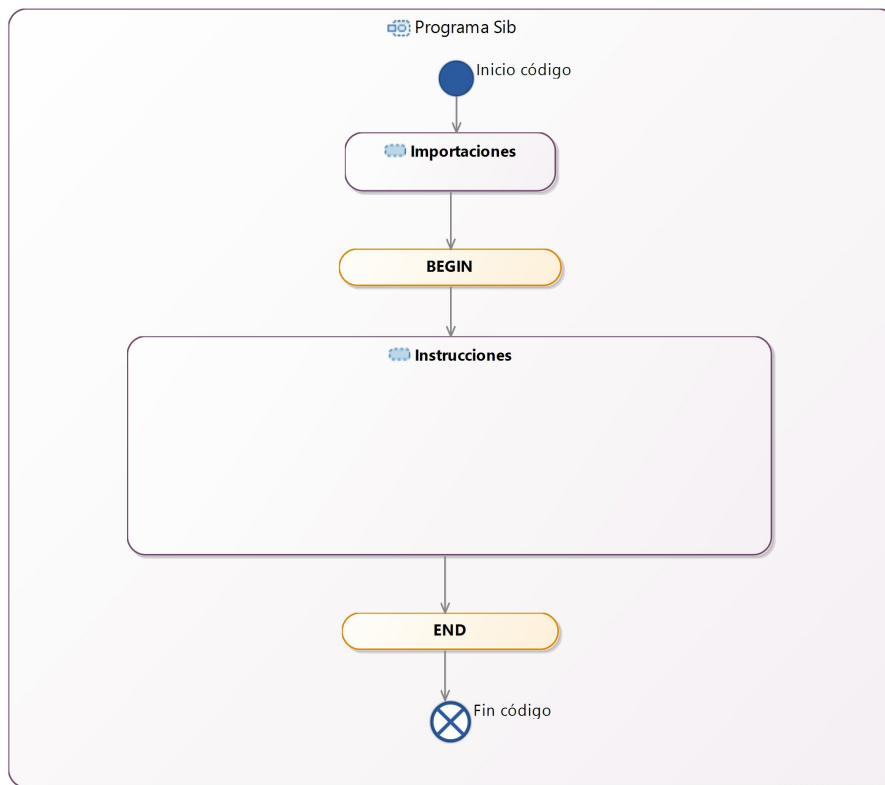 Programa Sib
Inicio código
Importaciones
BEGIN
Instrucciones
END
Fin código